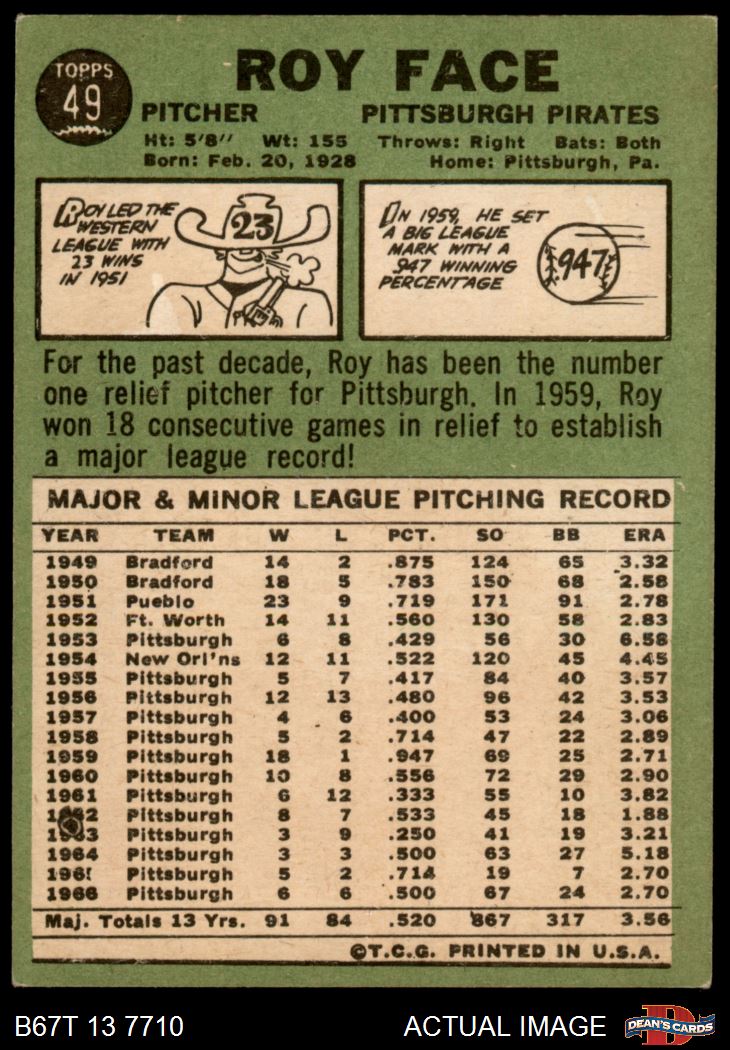 TOPPS
49
ROY FACE
PITCHER PITTSBURGH PIRATES
Ht: 5'8" Wt: 155 Throws: Right Bats: Both
Born: Feb. 20, 1928 Home: Pittsburgh, Pa.
ROY LED THE
WESTERN
LEAGUE WITH
23 WINS
IN 1951
23
IN 1959, HE SET
A BIG LEAGUE
MARK WITH A
.947 WINNING
PERCENTAGE
.947
For the past decade, Roy has been the number
one relief pitcher for Pittsburgh. In 1959, Roy
won 18 consecutive games in relief to establish
a major league record!
MAJOR & MINOR LEAGUE PITCHING RECORD
YEAR TEAM W L PCT. SO BB ERA
1949 Bradford 14 2 .875 124 65 3.32
1950 Bradford 18 5 .783 150 68 2.58
1951 Pueblo 23 9 .719 171 91 2.78
1952 Ft. Worth 14 11 .560 130 58 2.83
1953 Pittsburgh 6 8 .429 56 30 6.58
1954 New Orl'ns 12 11 .522 120 45 4.45
1955 Pittsburgh 5 7 .417 84 40 3.57
1956 Pittsburgh 12 13 .480 96 42 3.53
1957 Pittsburgh 4 6 .400 53 24 3.06
1958 Pittsburgh 5 2 .714 47 22 2.89
1959 Pittsburgh 18 1 .947 69 25 2.71
1960 Pittsburgh 10 8 .556 72 29 2.90
1961 Pittsburgh 6 12 .333 55 10 3.82
1962 Pittsburgh 8 7 .533 45 18 1.88
1963 Pittsburgh 3 9 .250 41 19 3.21
1964 Pittsburgh 3 3 .500 63 27 5.18
1965 Pittsburgh 5 2 .714 19 7 2.70
1966 Pittsburgh 6 6 .500 67 24 2.70
Maj. Totals 13 Yrs. 91 84 .520 867 317 3.56
©T.C.G. PRINTED IN U.S.A.
B67T 13 7710 ACTUAL IMAGE
D
DEAN'S CARDS